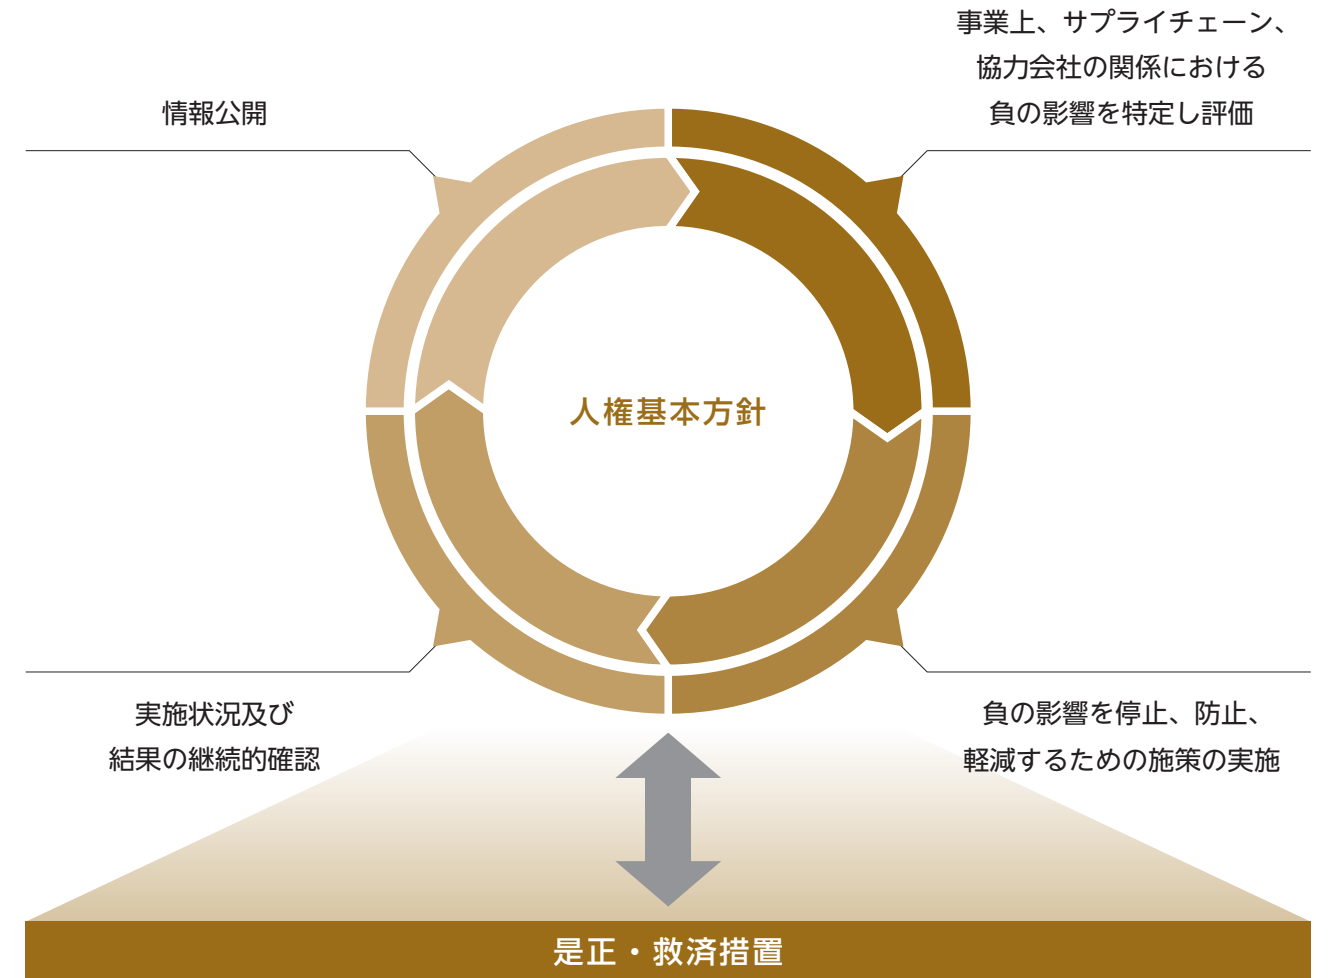 情報公開
事業上、サプライチェーン、
協力会社の関係における
負の影響を特定し評価
人権基本方針
実施状況及び
結果の継続的確認
負の影響を停止、防止、
軽減するための施策の実施
是正・救済措置